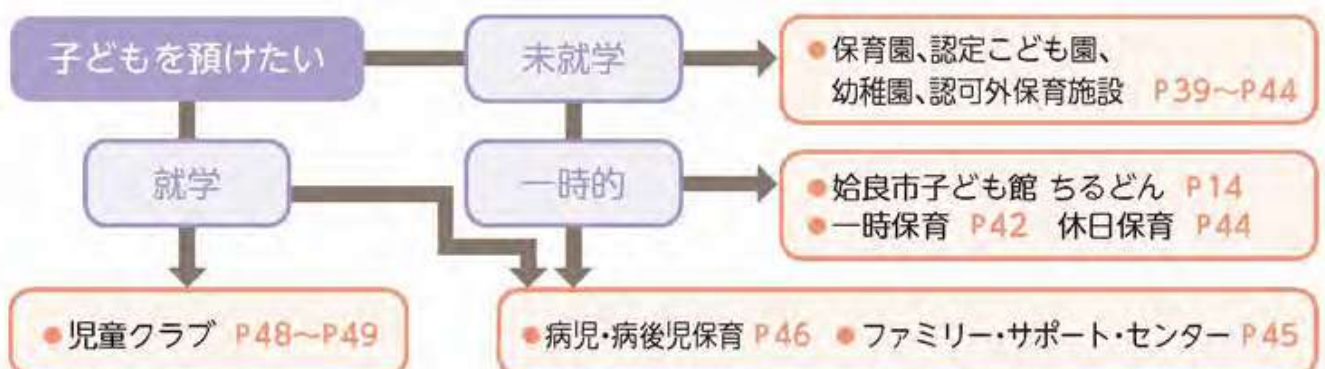 子どもを預けたい
未就学
●保育園、認定こども園、
幼稚園、認可外保育施設 P39~P44
就学
一時的
●姶良市子ども館 ちるどん P14
●一時保育 P42 休日保育 P44
●児童クラブ P48~P49
●病児・病後児保育 P46 ●ファミリー・サポート・センター P45